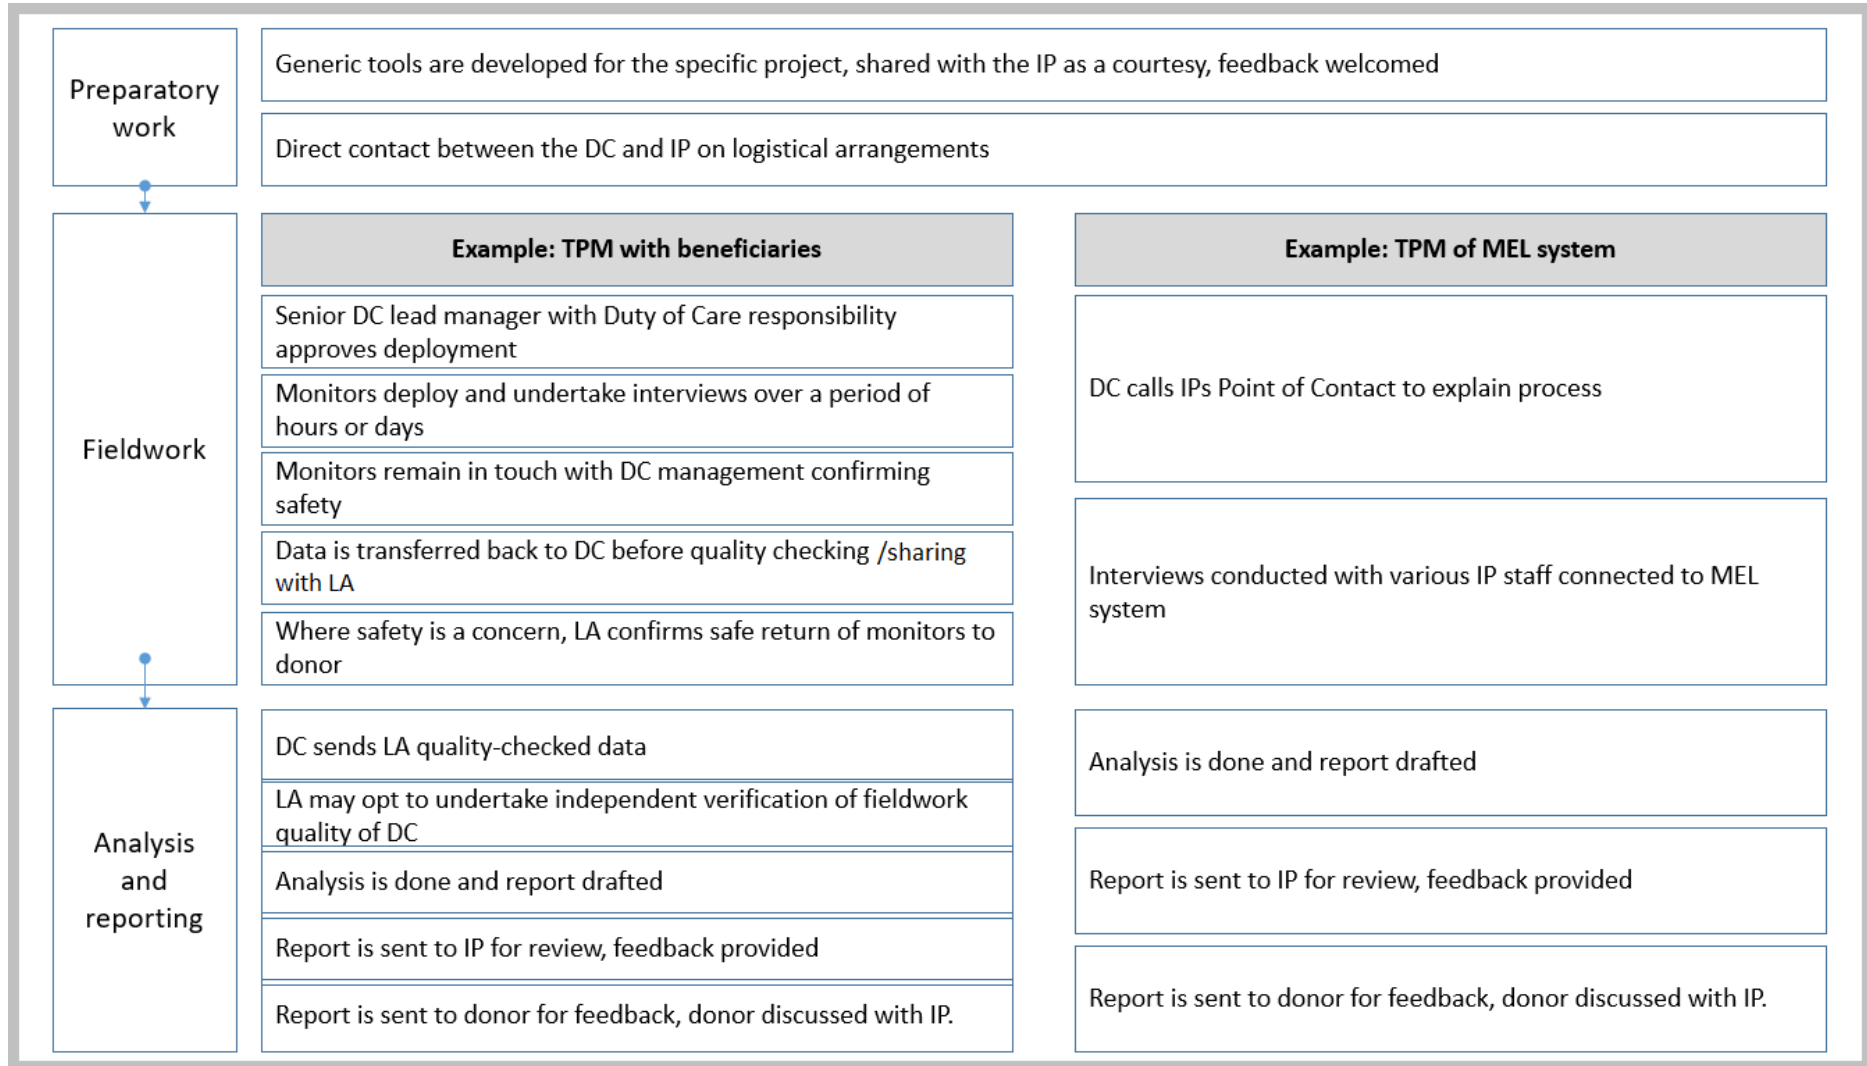 Preparatory
work
Generic tools are developed for the specific project, shared with the IP as a courtesy, feedback welcomed
Direct contact between the DC and IP on logistical arrangements
Fieldwork
Example: TPM with beneficiaries
Senior DC lead manager with Duty of Care responsibility
approves deployment
Monitors deploy and undertake interviews over a period of
hours or days
Monitors remain in touch with DC management confirming
safety
Data is transferred back to DC before quality checking /sharing
with LA
Where safety is a concern, LA confirms safe return of monitors to
donor
Example: TPM of MEL system
DC calls IPs Point of Contact to explain process
Interviews conducted with various IP staff connected to MEL
system
Analysis
and
reporting
DC sends LA quality-checked data
LA may opt to undertake independent verification of fieldwork
quality of DC
Analysis is done and report drafted
Report is sent to IP for review, feedback provided
Report is sent to donor for feedback, donor discussed with IP.
Analysis is done and report drafted
Report is sent to IP for review, feedback provided
Report is sent to donor for feedback, donor discussed with IP.